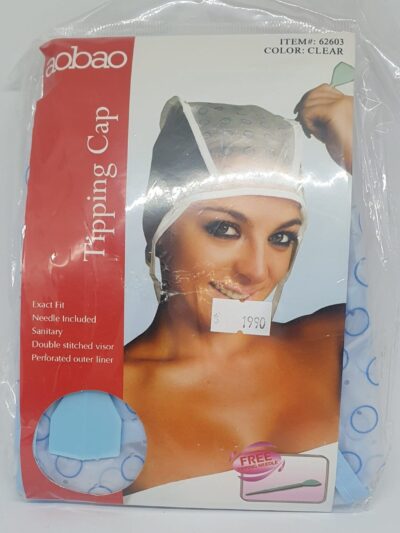 ITEM#: 62603
COLOR: CLEAR
aobao
Tipping Cap
Exact Fit
Needle Included
Sanitary
Double stitched visor
Perforated outer liner
$ 1990
FREE
NEEDLE